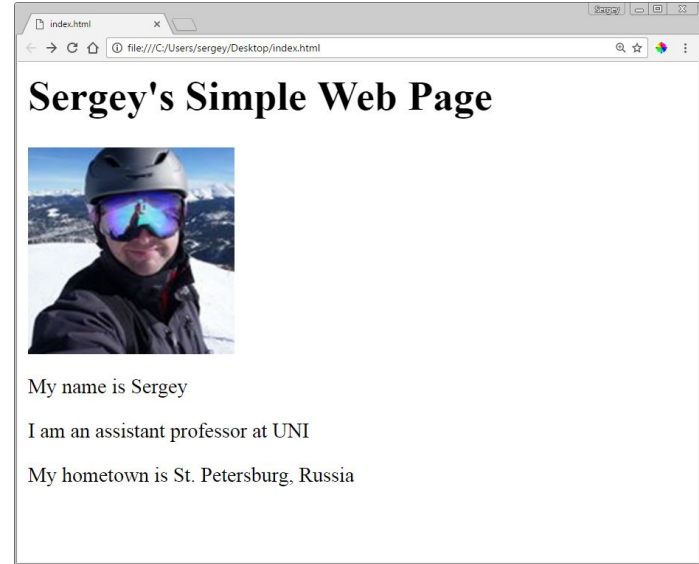 Sergey
index.html
file:///C:/Users/sergey/Desktop/index.html
Sergey's Simple Web Page
My name is Sergey
I am an assistant professor at UNI
My hometown is St. Petersburg, Russia